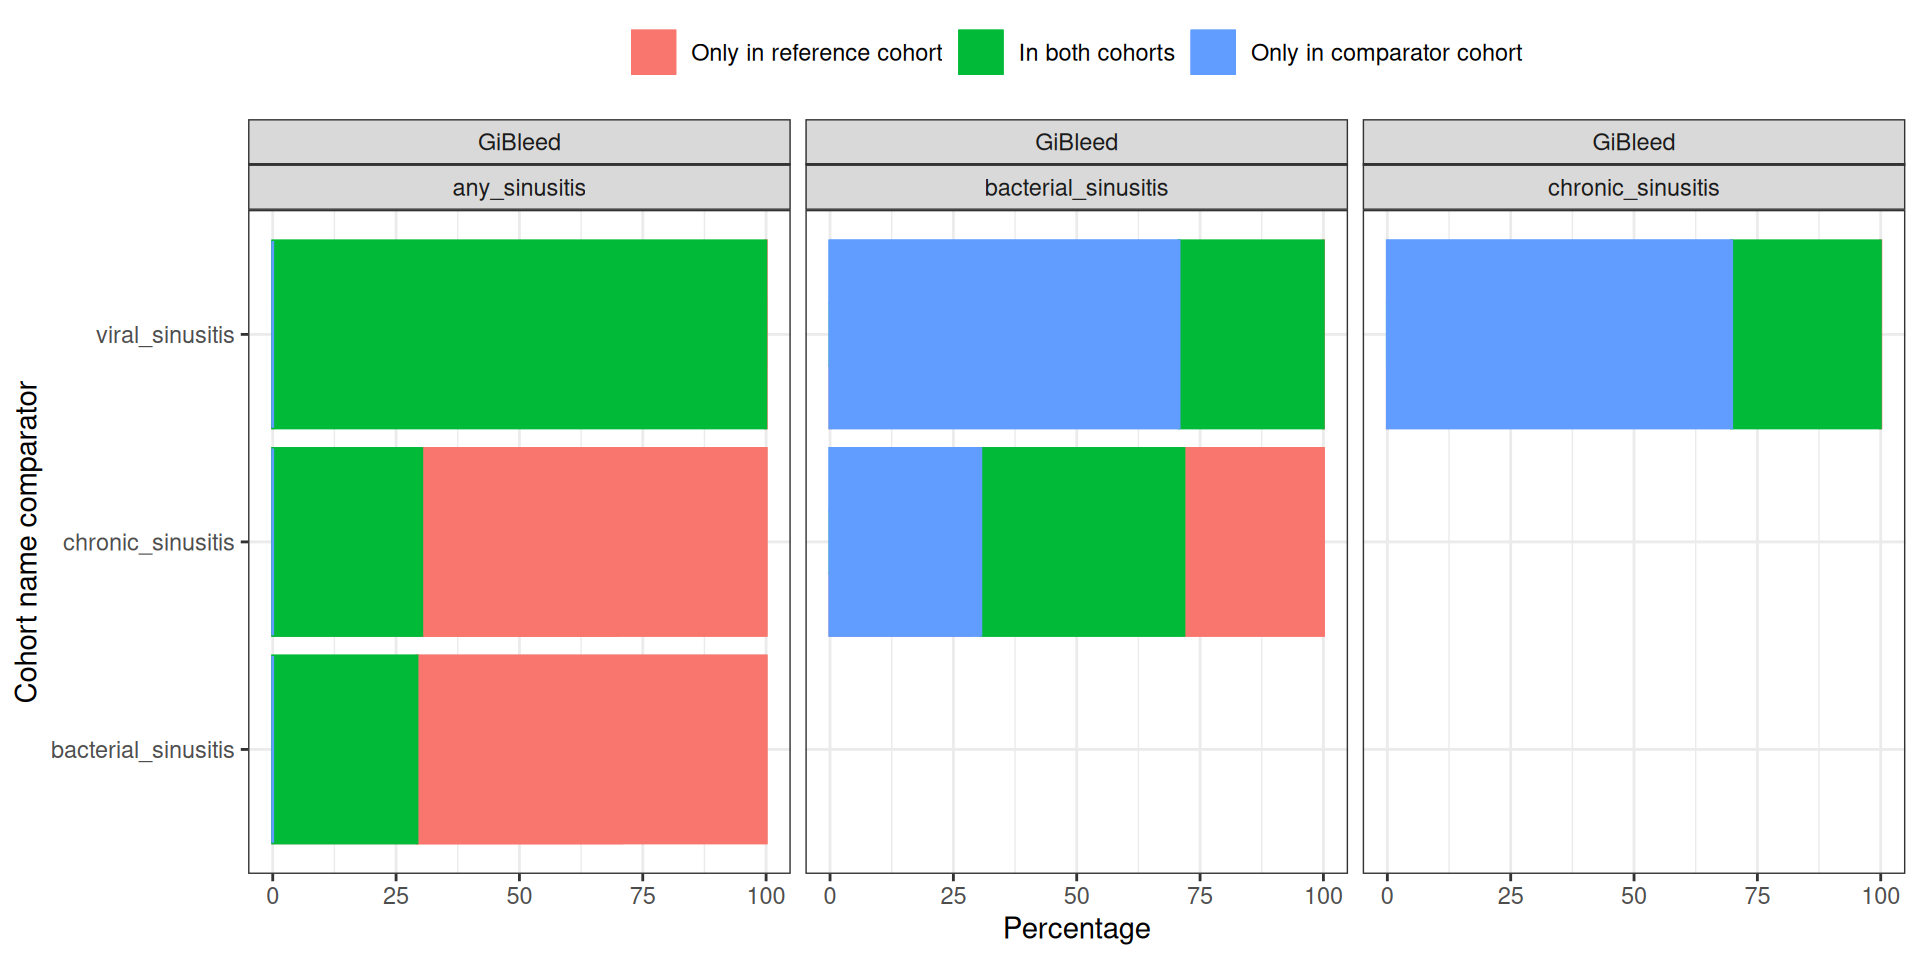 Only in reference cohort In both cohorts Only in comparator cohort
GiBleed GiBleed GiBleed
any_sinusitis bacterial_sinusitis chronic_sinusitis
Cohort name comparator
viral_sinusitis
chronic_sinusitis
bacterial_sinusitis
0 25 50 75 100 0 25 50 75 100 0 25 50 75 100
Percentage